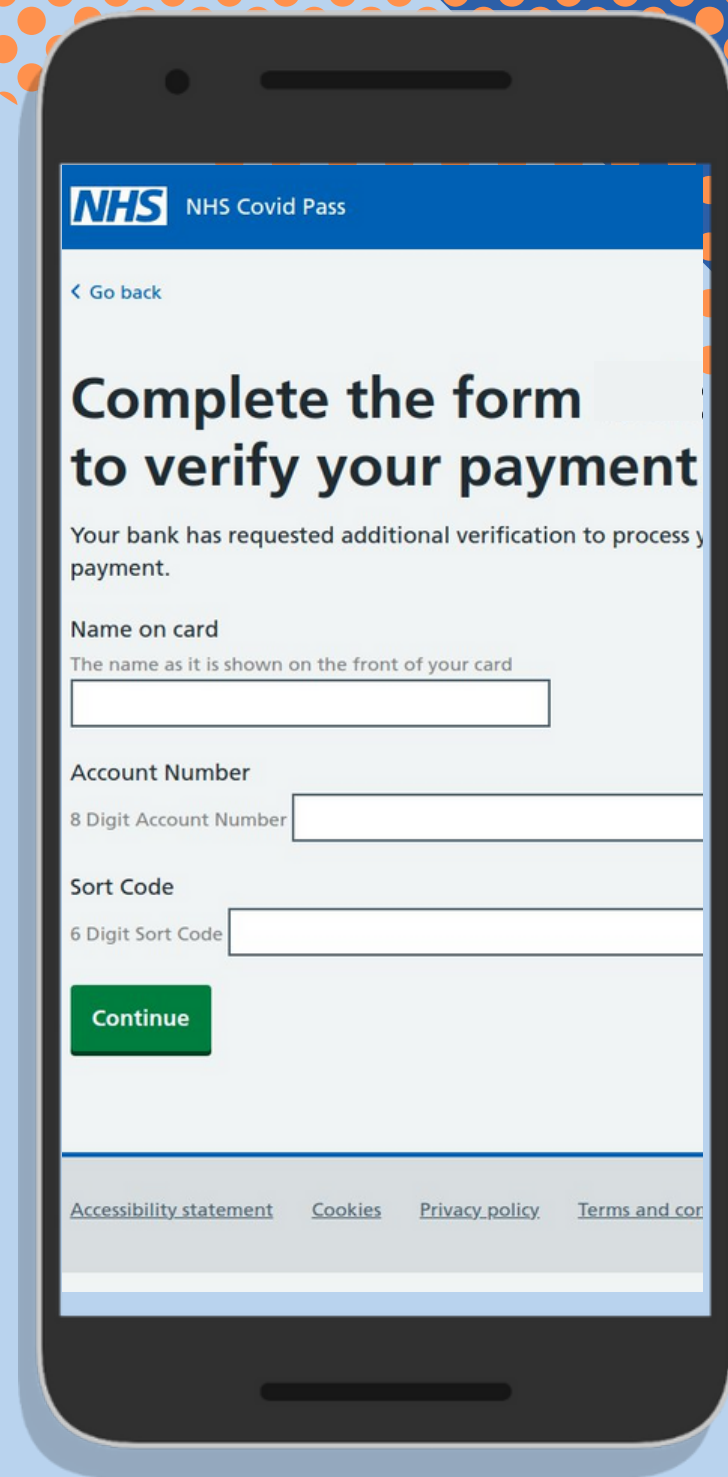 NHS NHS Covid Pass
Go back
Complete the form
to verify your payment
Your bank has requested additional verification to process
payment.
Name on card
The name as it is shown on the front of your card
Account Number
8 Digit Account Number
Sort Code
6 Digit Sort Code
Continue
Accessibility statement Cookies Privacy policy Terms and